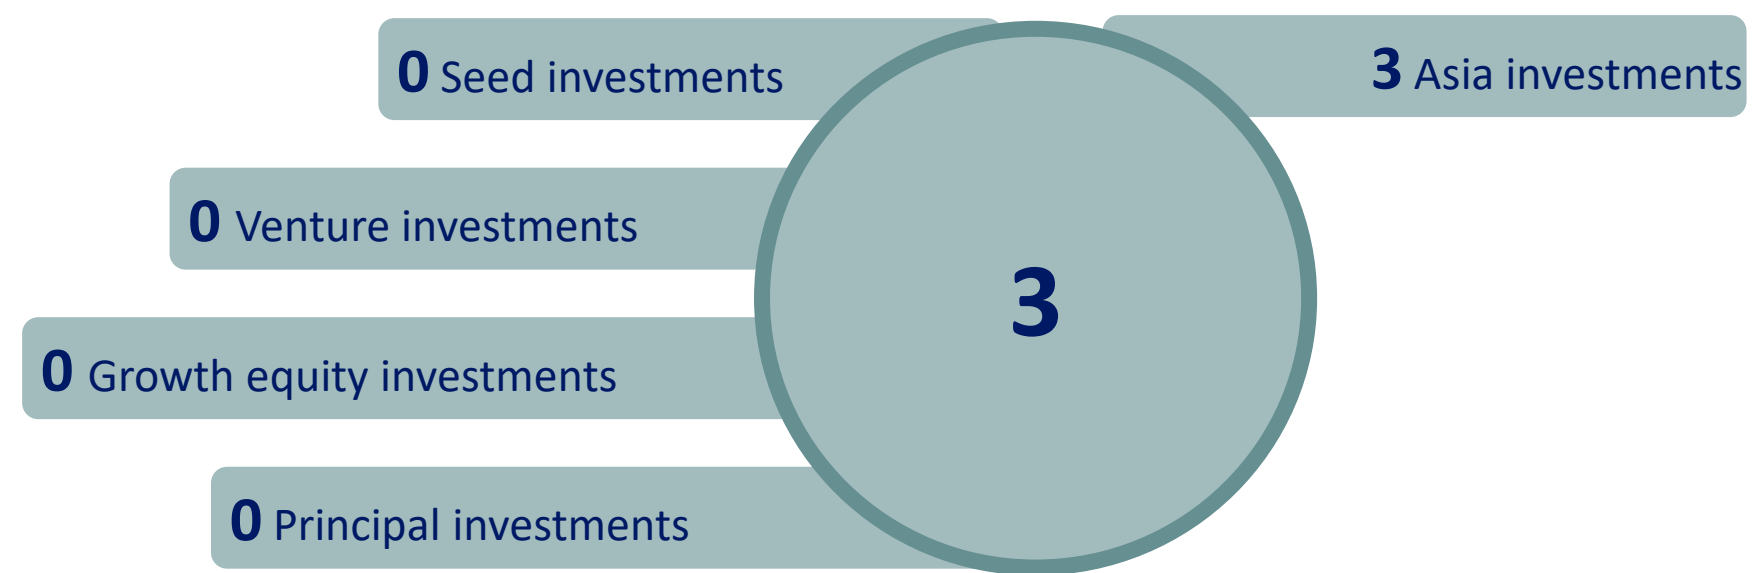 0 Seed investments
3 Asia investments
0 Venture investments
3
0 Growth equity investments
0 Principal investments